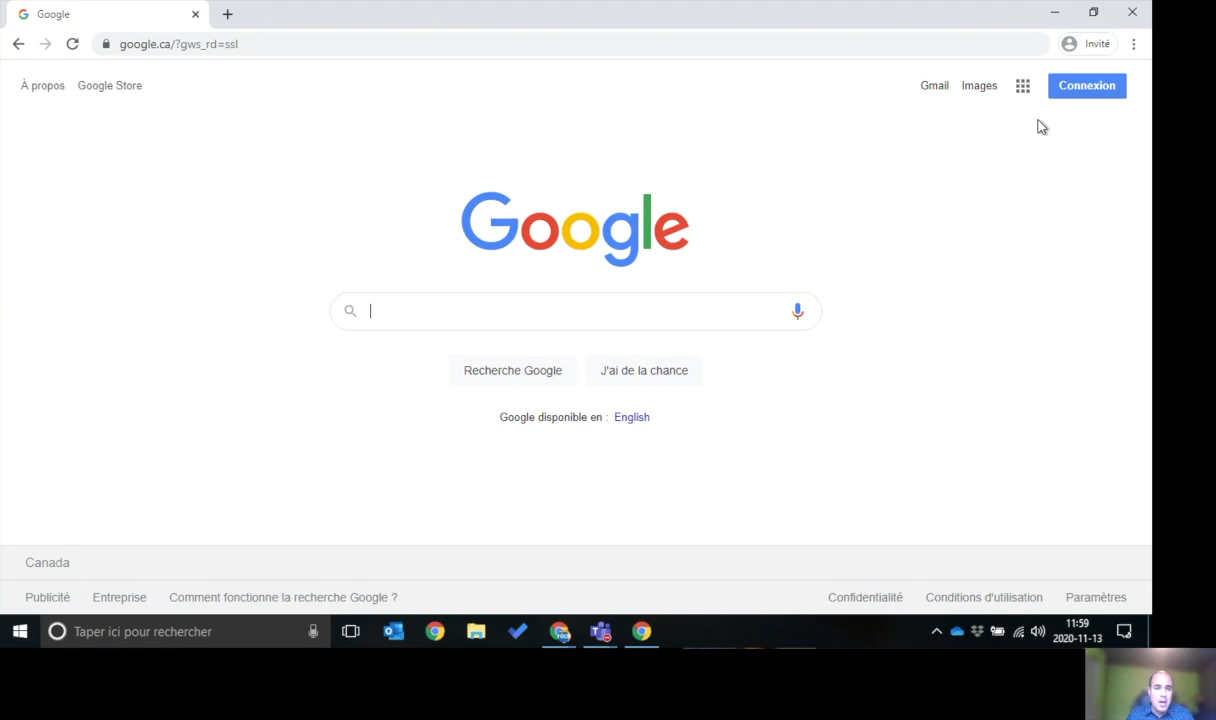 Google
google.ca/?gws_rd=ssl
Invité
À propos Google Store
Gmail Images Connexion
Google
Recherche Google J'ai de la chance
Google disponible en : English
Canada
Publicité Entreprise Comment fonctionne la recherche Google ?
Confidentialité Conditions d'utilisation Paramètres
Taper ici pour rechercher
11:59
2020-11-13